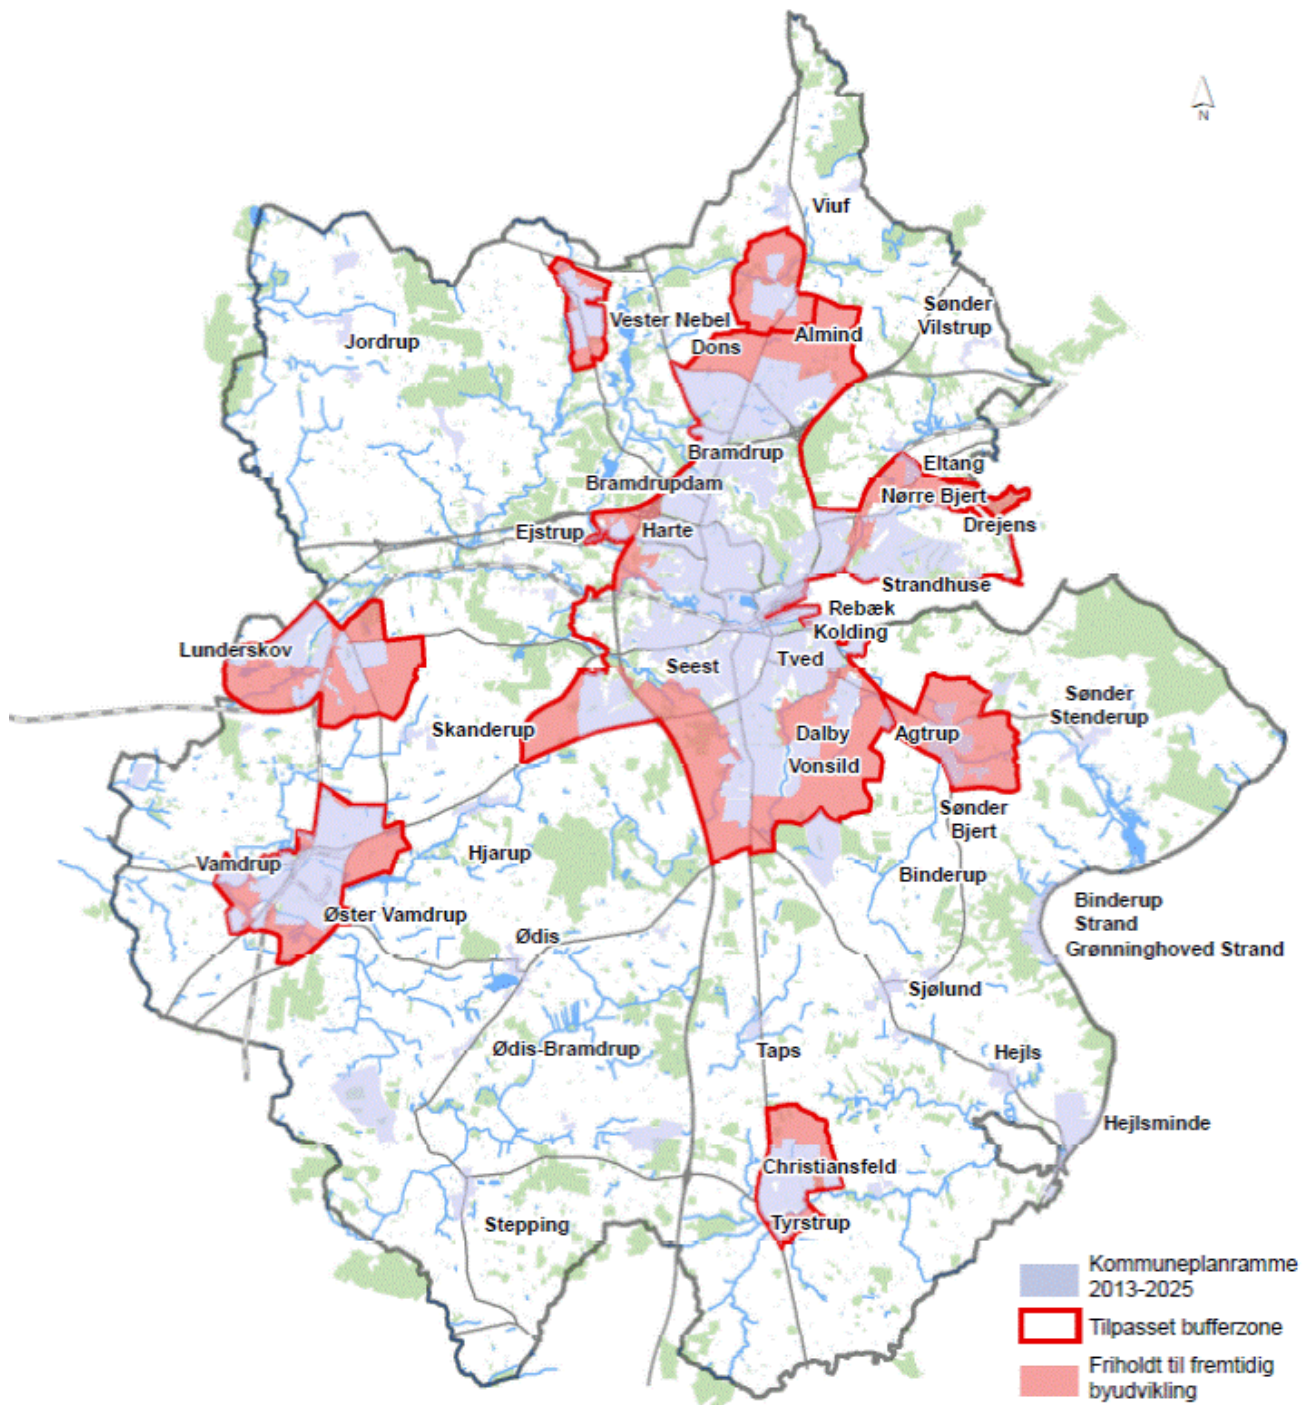 N
Viuf
Sønder
Vilstrup
Vester Nebel
Almind
Jordrup
Dons
Bramdrup
Eltang
Bramdrupdam
Nørre Bjert
Ejstrup
Harte
Drejens
Strandhuse
Rebæk
Kolding
Lunderskov
Seest
Tved
Sønder
Stenderup
Skanderup
Dalby
Agtrup
Vonsild
Sønder
Bjert
Vamdrup
Hjarup
Binderup
Øster Vamdrup
Binderup
Strand
Ødis
Grønninghoved Strand
Sjølund
Ødis-Bramdrup
Taps
Hejls
Hejlsminde
Christiansfeld
Stepping
Tyrstrup
Kommuneplanramme
2013-2025
Tilpasset bufferzone
Friholdt til fremtidig
byudvikling